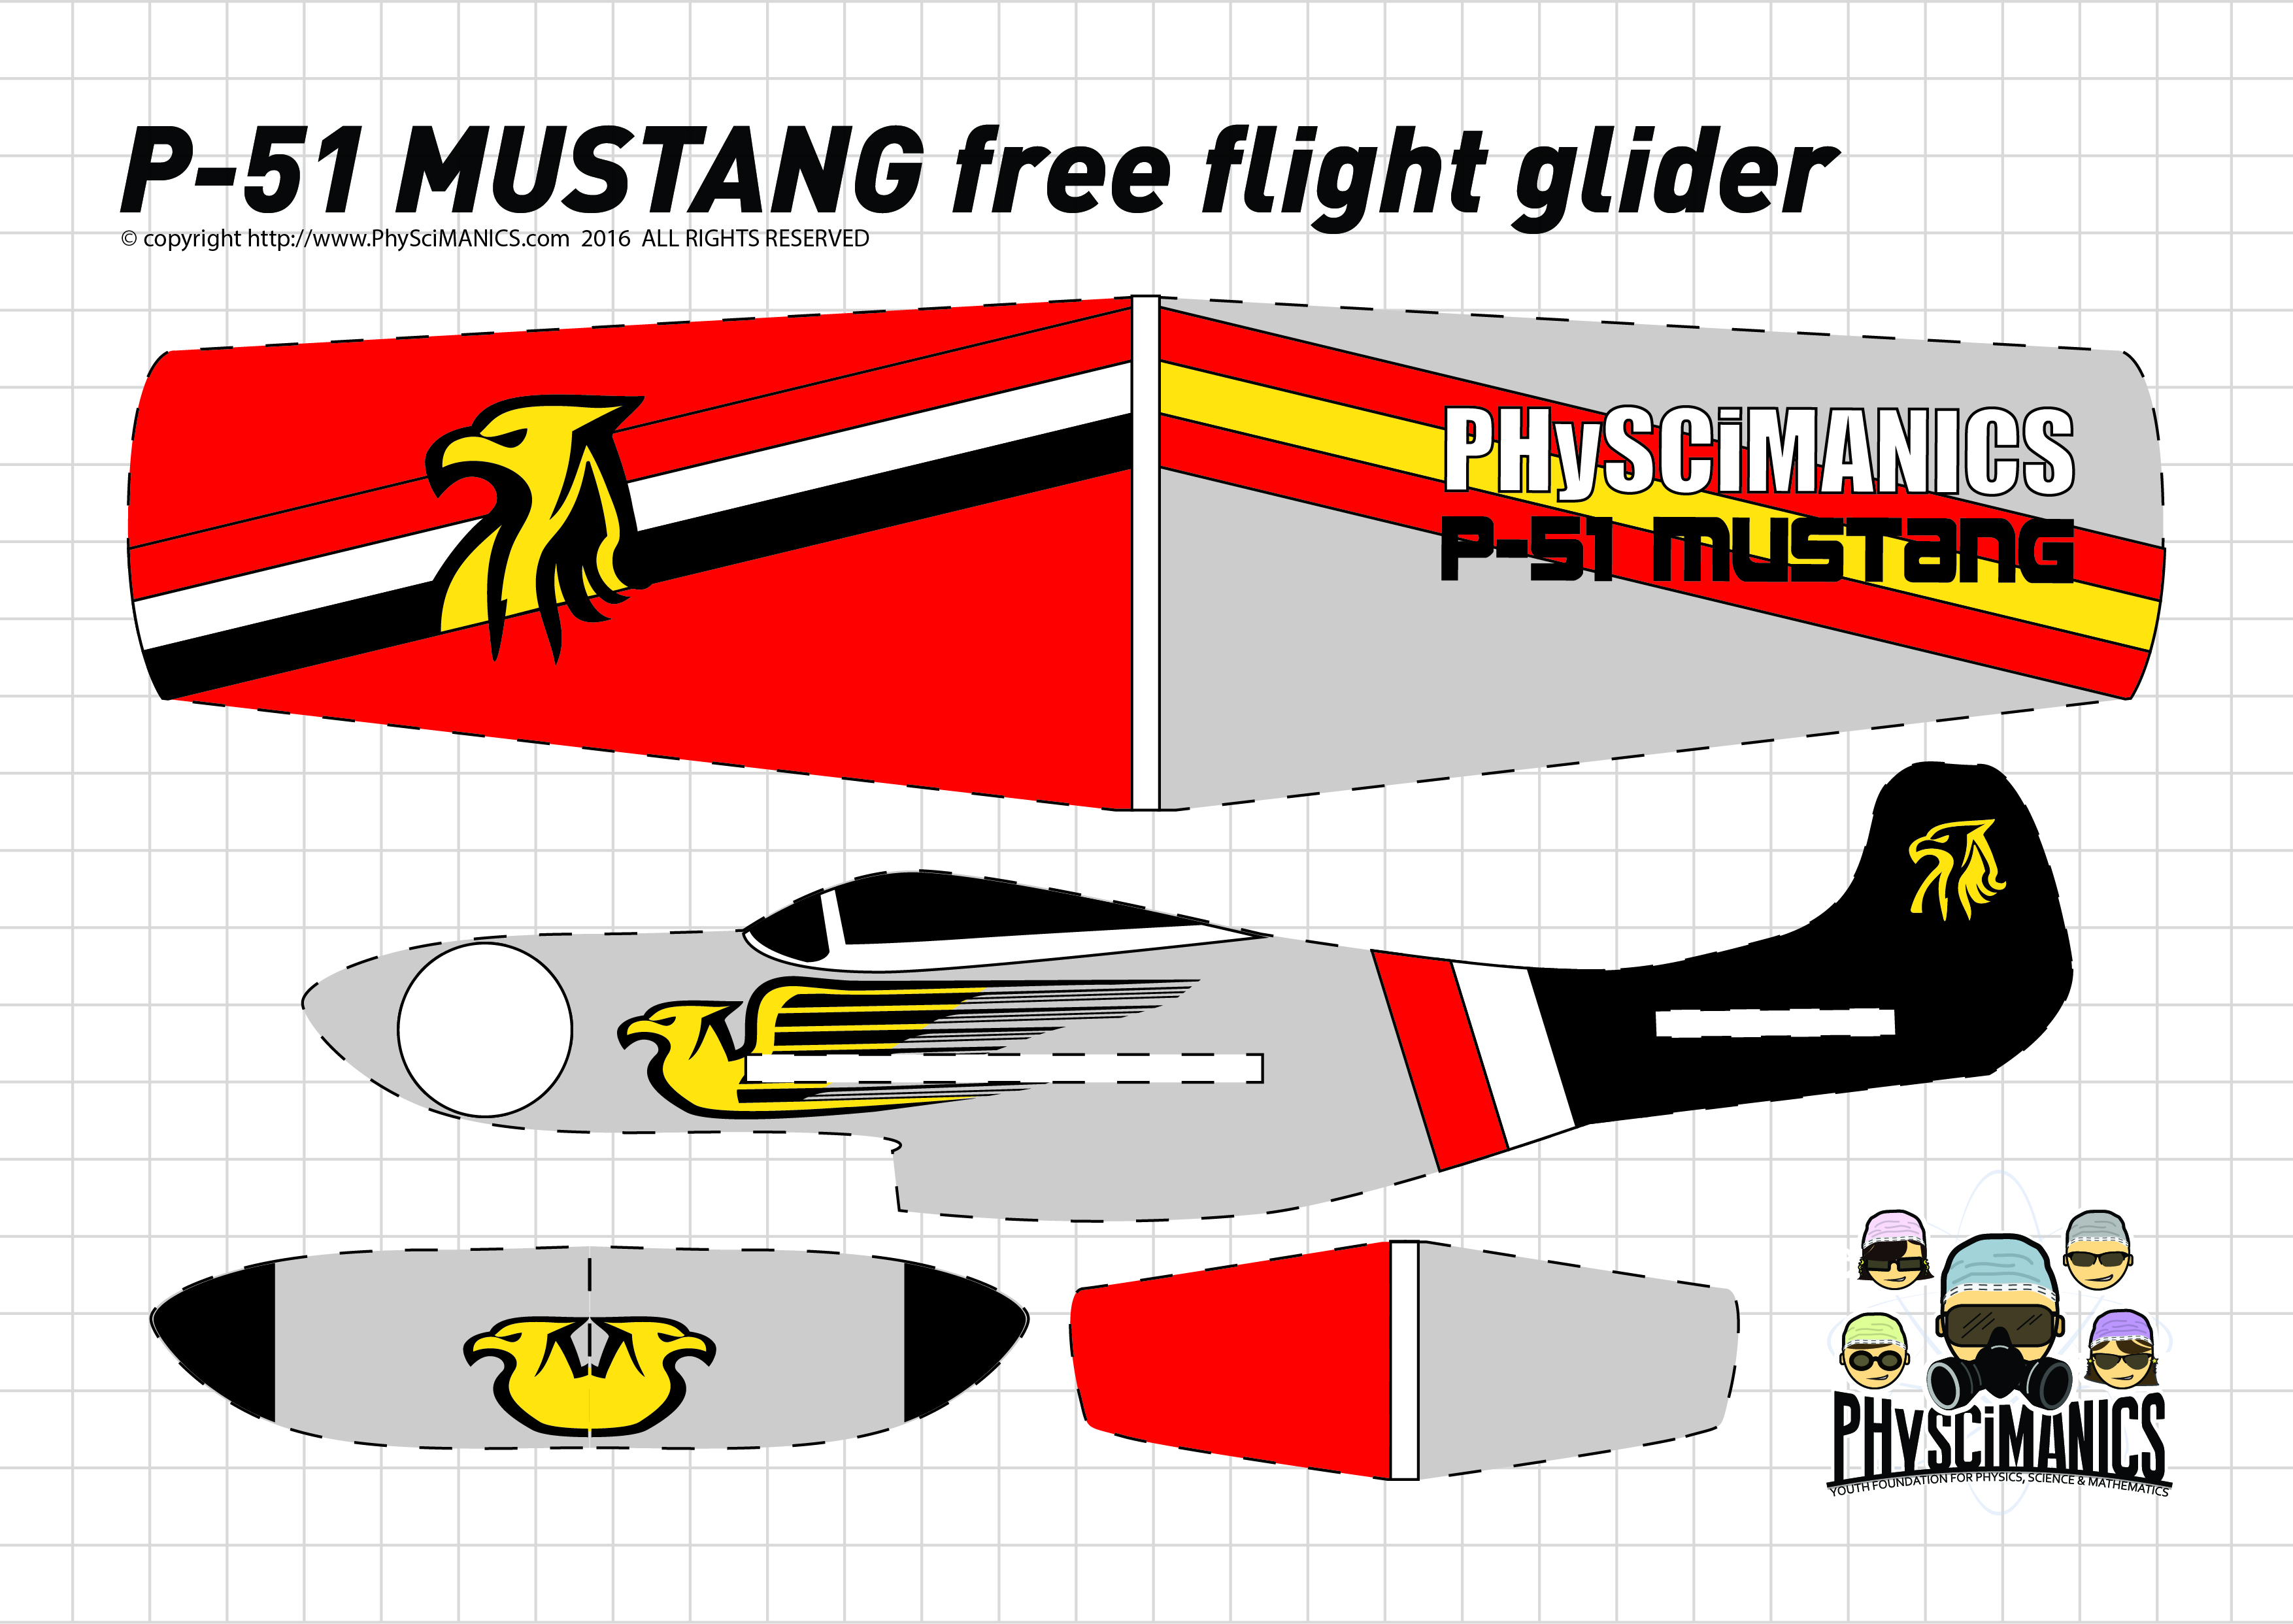 P-51 MUSTANG free flight glider
© copyright http://www.PhySciMANICS.com 2016 ALL RIGHTS RESERVED
PHySCiMANICS
P-51 MUSTANG
PHYSCiMANICS
YOUTH FOUNDATION FOR PHYSICS, SCIENCE & MATHEMATICS